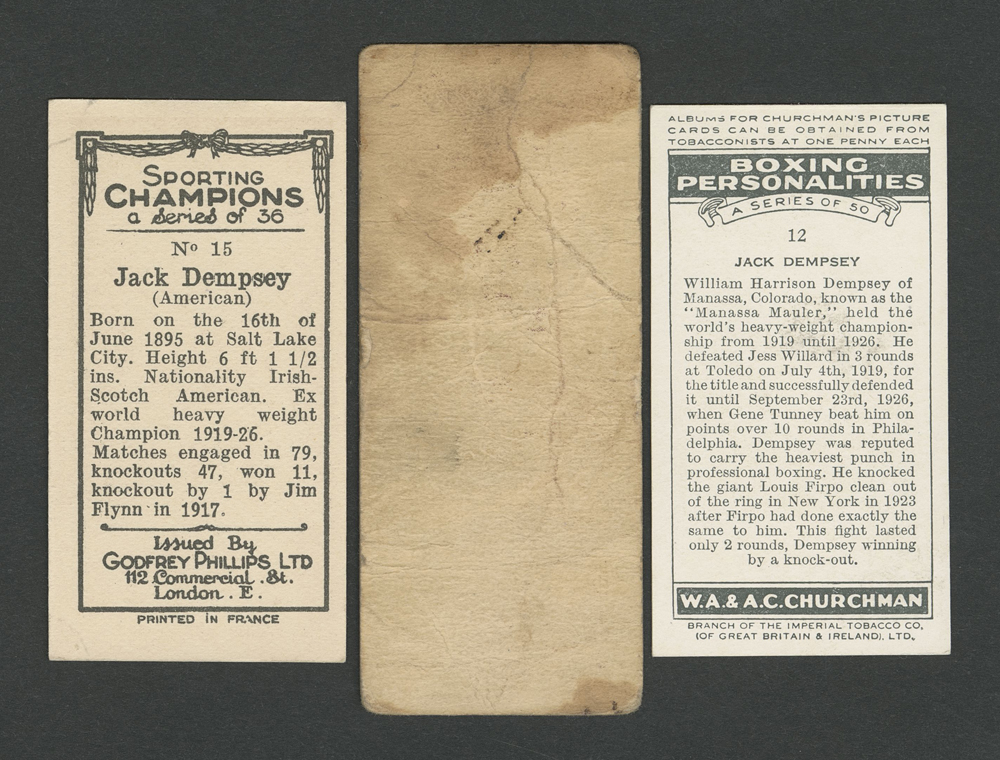 SPORTING
CHAMPIONS
a Series of 36
No 15
Jack Dempsey
(American)
Born on the 16th of
June 1895 at Salt Lake
City. Height 6 ft 1 1/2
ins. Nationality Irish-
Scotch American. Ex
world heavy weight
Champion 1919-26.
Matches engaged in 79,
knockouts 47, won 11,
knockout by 1 by Jim
Flynn in 1917.
Issued By
GODFREY PHILLIPS LTD
112 Commercial. St.
London. E.
PRINTED IN FRANCE
ALBUMS FOR CHURCHMAN'S PICTURE
CARDS CAN BE OBTAINED FROM
TOBACCONISTS AT ONE PENNY EACH
BOXING
PERSONALITIES
A SERIES OF 50
12
JACK DEMPSEY
William Harrison Dempsey of
Manassa, Colorado, known as the
"Manassa Mauler," held the
world's heavy-weight champion-
ship from 1919 until 1926. He
defeated Jess Willard in 3 rounds
at Toledo on July 4th, 1919, for
the title and successfully defended
it until September 23rd, 1926,
when Gene Tunney beat him on
points over 10 rounds in Phila-
delphia. Dempsey was reputed
to carry the heaviest punch in
professional boxing. He knocked
the giant Louis Firpo clean out
of the ring in New York in 1923
after Firpo had done exactly the
same to him. This fight lasted
only 2 rounds, Dempsey winning
by a knock-out.
W.A. & A.C. CHURCHMAN
BRANCH OF THE IMPERIAL TOBACCO CO.
(OF GREAT BRITAIN & IRELAND), LTD.